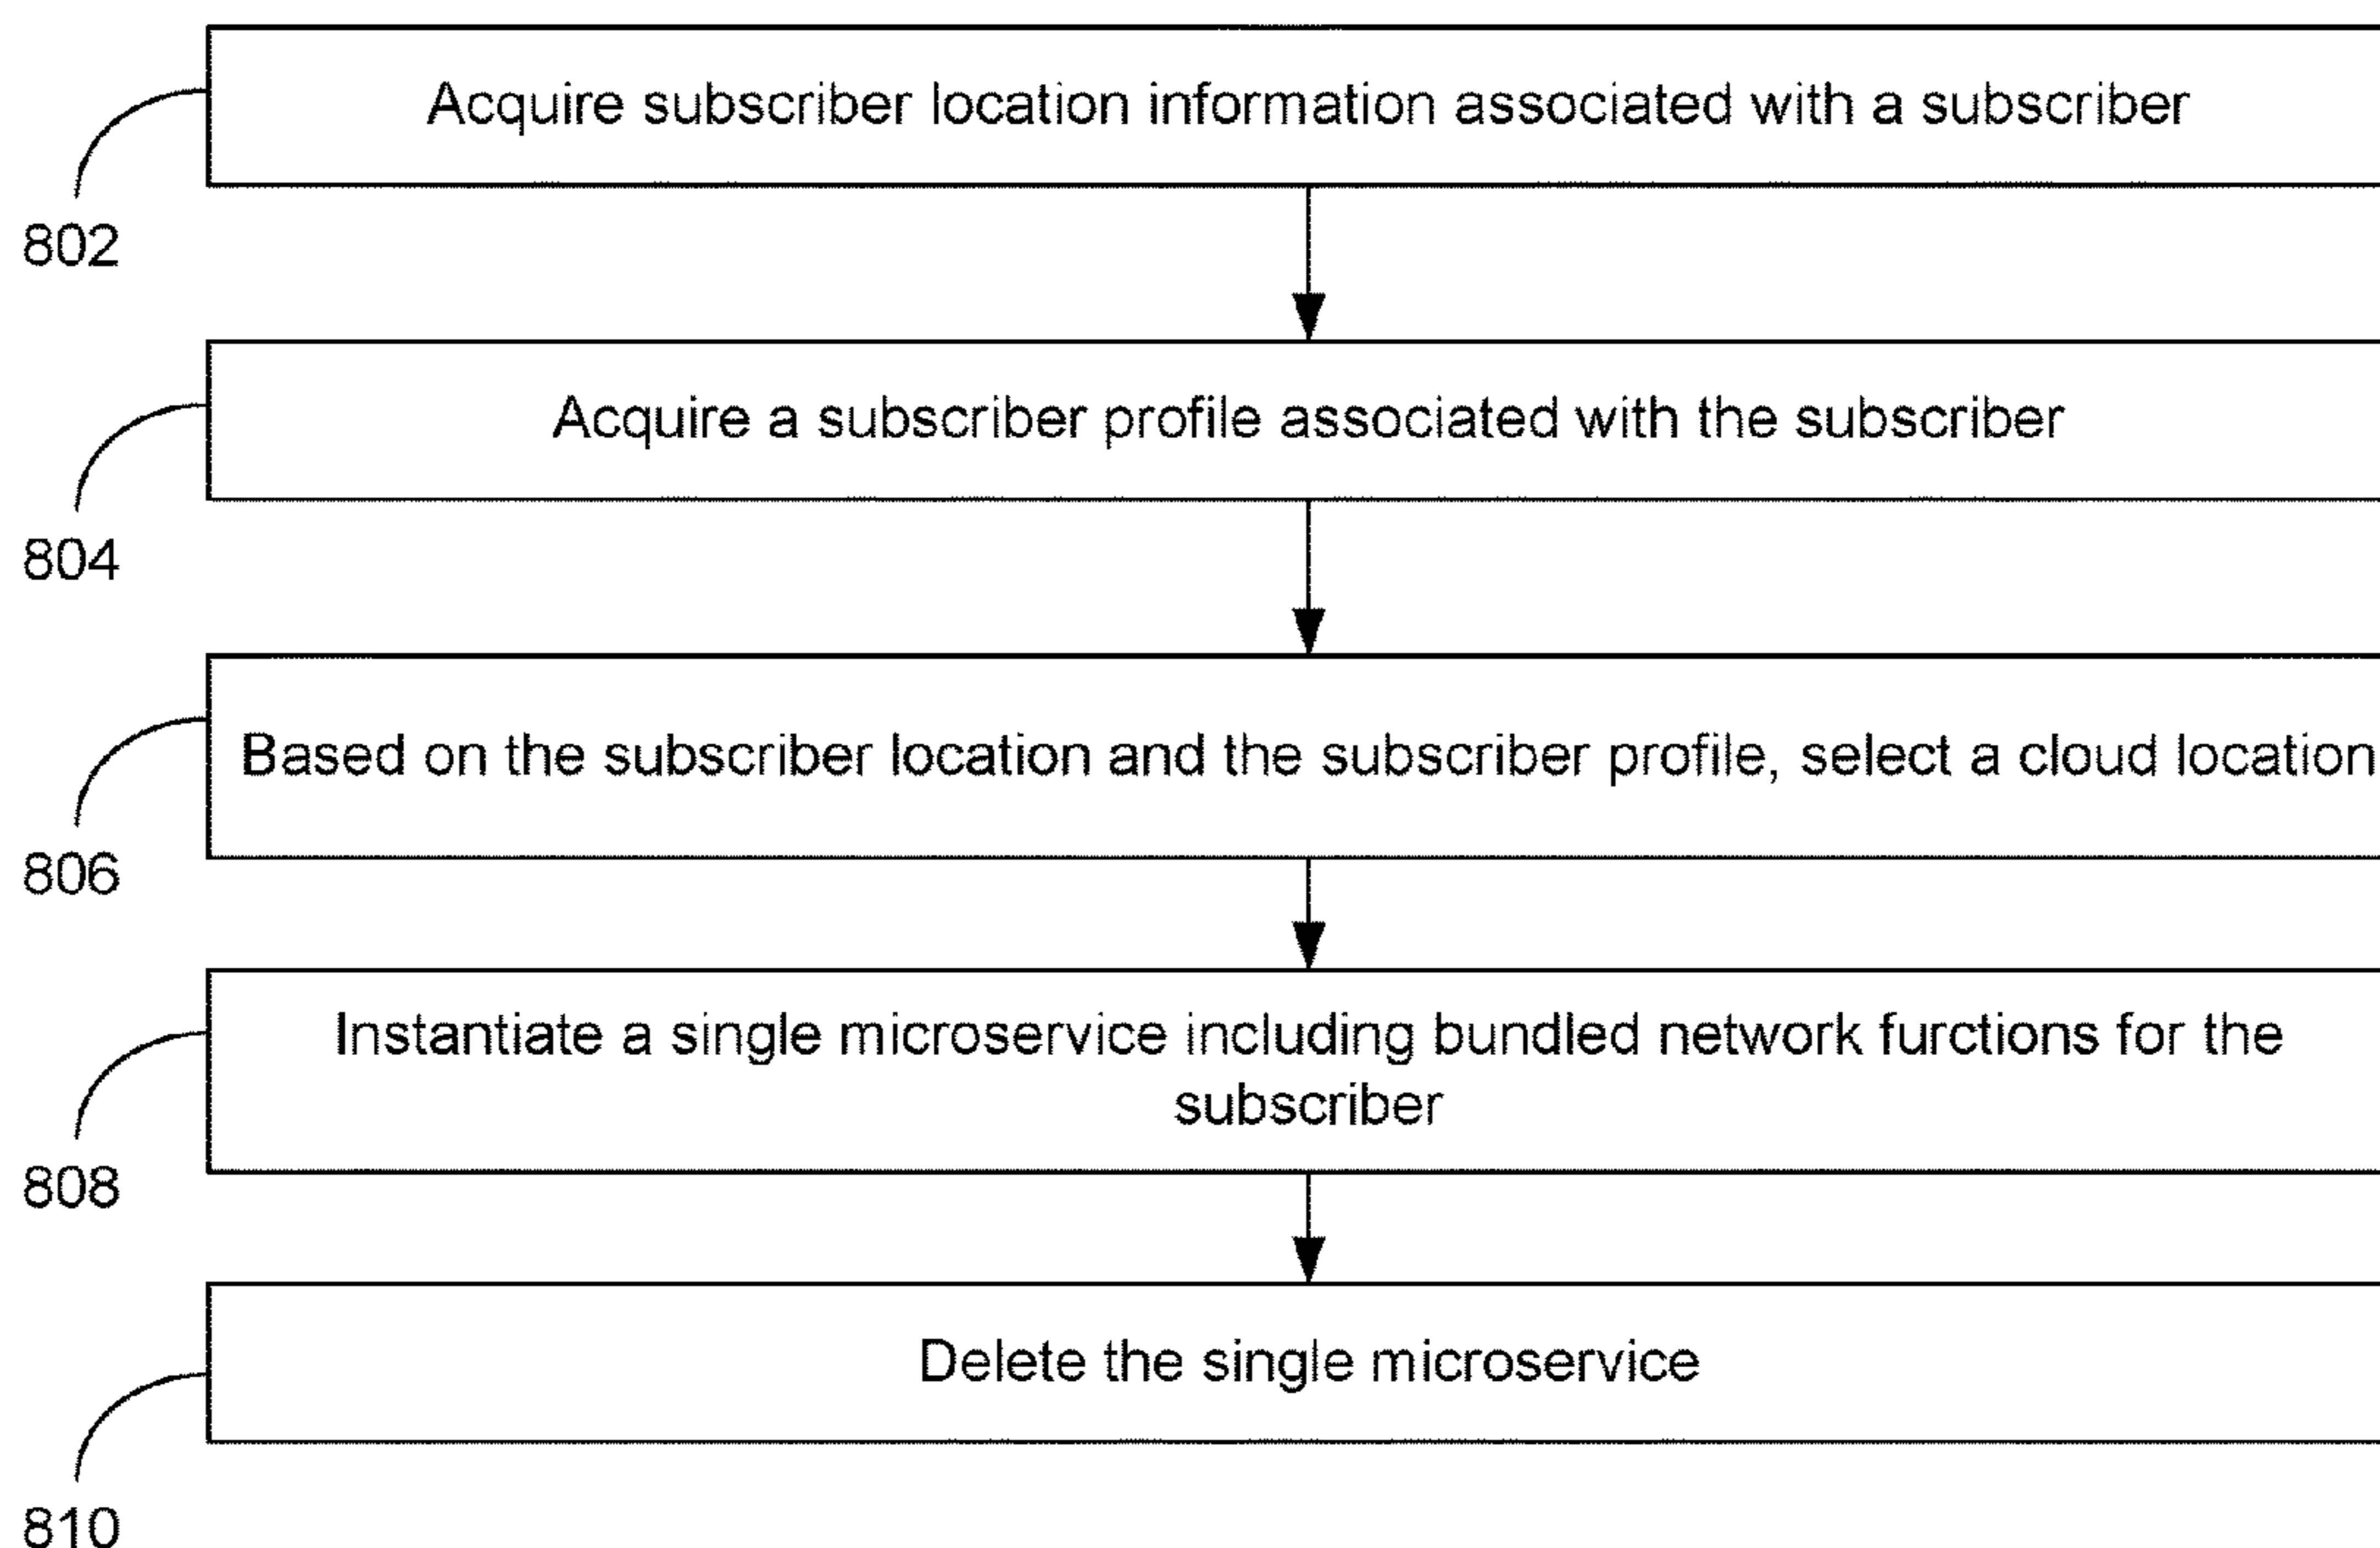 Acquire subscriber location information associated with a subscriber
802
Acquire a subscriber profile associated with the subscriber
804
Based on the subscriber location and the subscriber profile, select a cloud location
806
Instantiate a single microservice including bundled network furctions for the
subscriber
808
Delete the single microservice
810